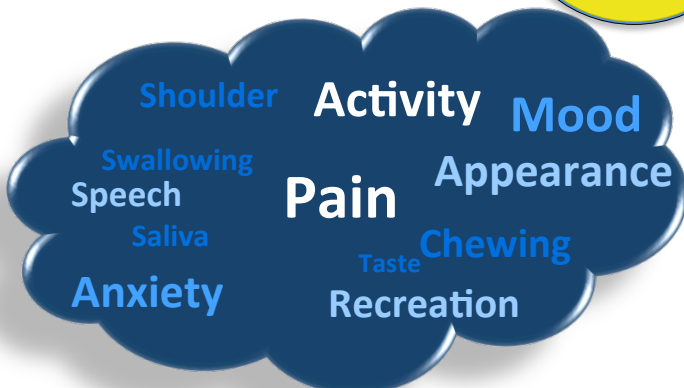 Shoulder
Activity
Mood
Swallowing
Appearance
Speech
Pain
Saliva
Chewing
Taste
Anxiety
Recreation